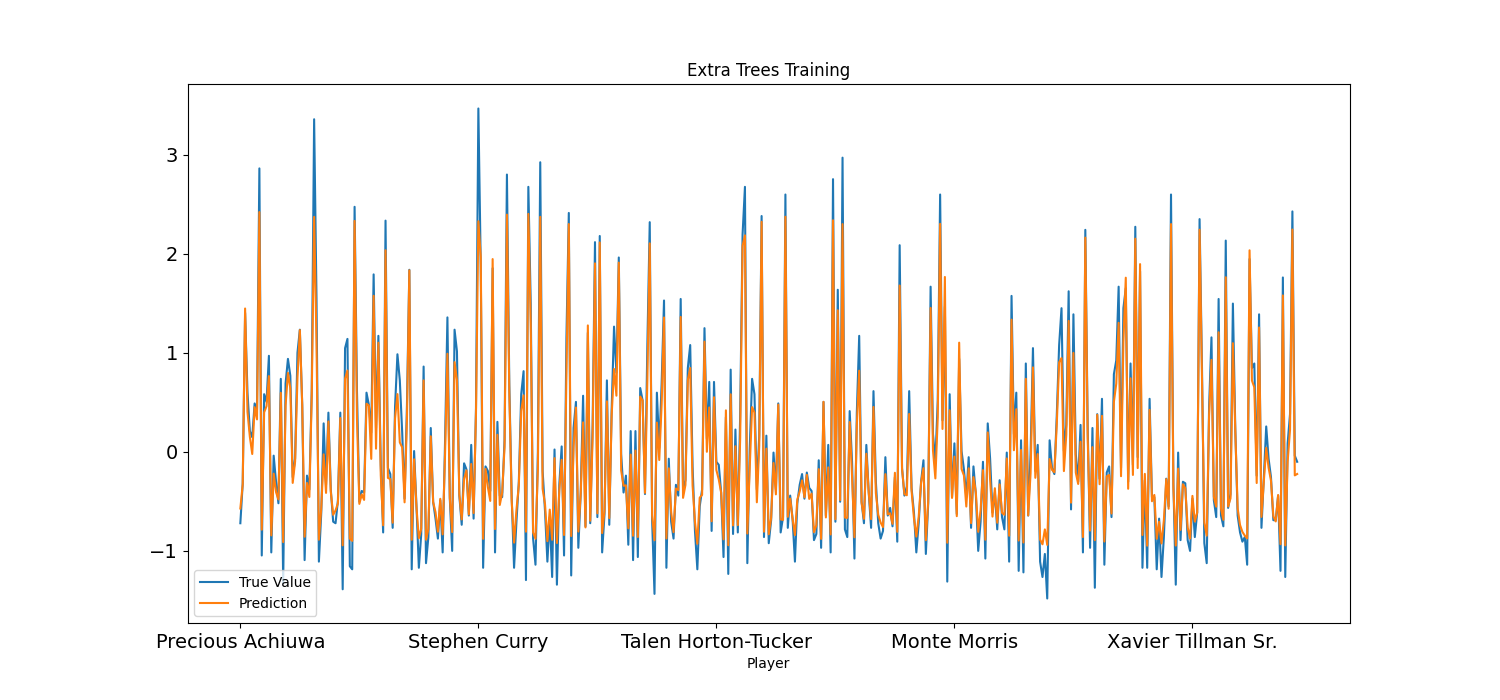 Extra Trees Training
3
2
1
0
−1
True Value
Prediction
Precious Achiuwa
Stephen Curry
Talen Horton-Tucker
Monte Morris
Xavier Tillman Sr.
Player